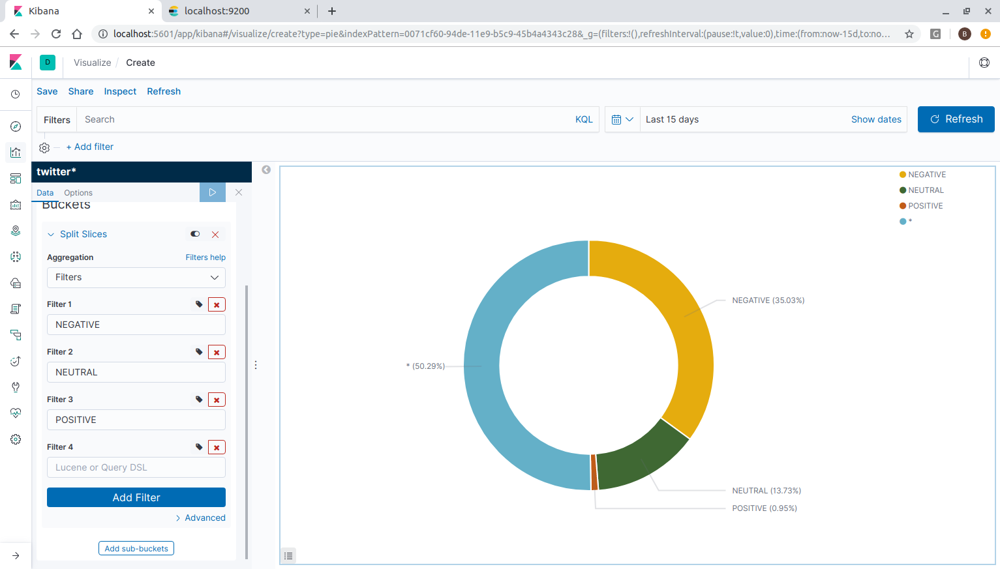 Kibana
localhost:9200
localhost:5601/app/kibana#/visualize/create?type=pie&indexPattern=0071cf60-94de-11e9-b5c9-45b4a4343c28&_g=(filters:!(),refreshInterval:(pause:!t,value:0),time:(from:now-15d,to:no...
G
B
D
Visualize / Create
Save Share Inspect Refresh
Filters Search KQL Last 15 days Show dates Refresh
+ Add filter
twitter*
Data Options
Buckets
Split Slices
Aggregation Filters help
Filters
Filter 1
NEGATIVE
Filter 2
NEUTRAL
Filter 3
POSITIVE
Filter 4
Lucene or Query DSL
Add Filter
Advanced
Add sub-buckets
NEGATIVE
NEUTRAL
POSITIVE
*
NEGATIVE (35.03%)
* (50.29%)
NEUTRAL (13.73%)
POSITIVE (0.95%)